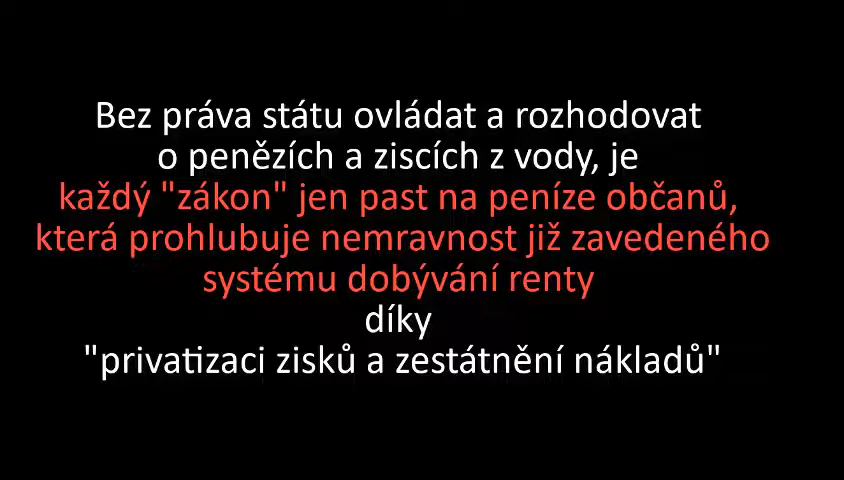 Bez práva státu ovládat a rozhodovat
o penězích a ziscích z vody, je
každý "zákon" jen past na peníze občanů,
která prohlubuje nemravnost již zavedeného
systému dobývání renty
díky
"privatizaci zisků a zestátnění nákladů"